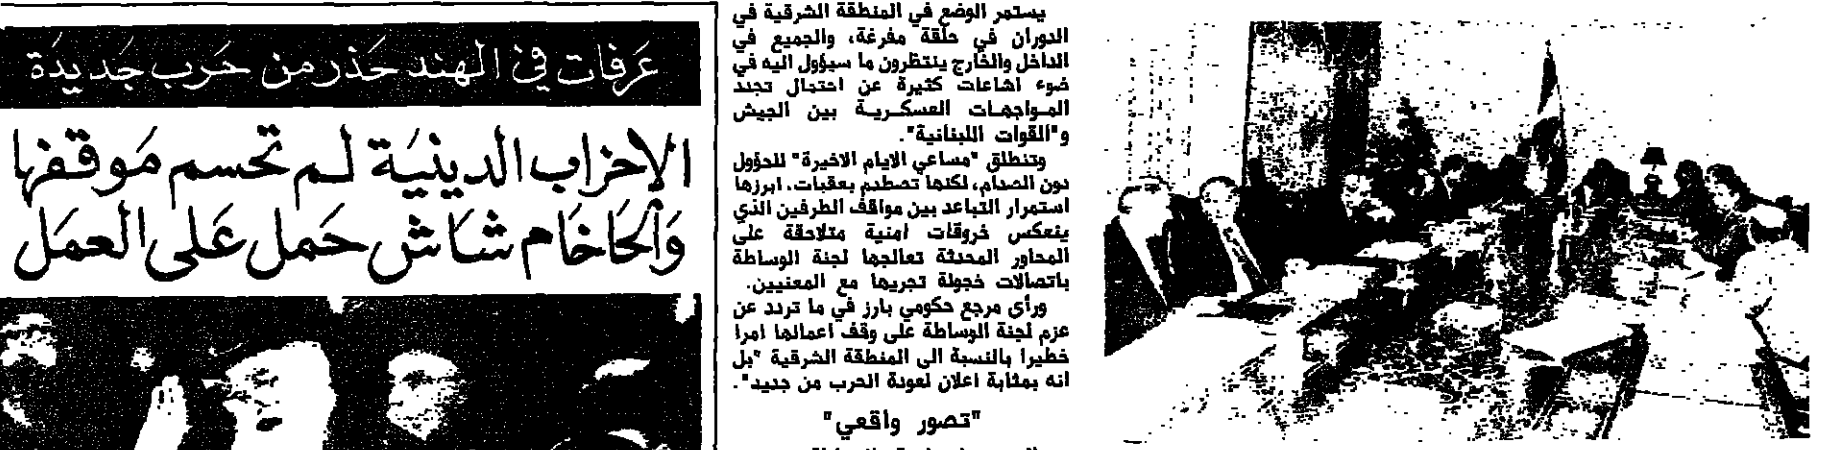 عرفات في الهند حذر من حرب جديدة
الاحزاب الدينية لم تحسم موقفها
والحاخام شاش حمل على العمل
يستمر الوضع في المنطقة الشرقية في
الدوران في حلقة مفرغة، والجميع في
الداخل والخارج ينتظرون ما سيؤول اليه في
ضوء اشاعات كثيرة عن احتمال تجدد
المواجهات العسكرية بين الجيش
و"القوات اللبنانية".
وتنطلق "مساعي الايام الاخيرة" للحؤول
دون الصدام، لكنها تصطدم بعقبات، ابرزها
استمرار التباعد بين مواقف الطرفين الذي
ينعكس خروقات امنية متلاحقة على
المحاور المحدثة تعالجها لجنة الوساطة
باتصالات خجولة تجريها مع المعنيين.
ورأى مرجع حكومي بارز في ما تردد عن
عزم لجنة الوساطة على وقف اعمالها امرا
خطيرا بالنسبة الى المنطقة الشرقية "بل
انه بمثابة اعلان لعودة الحرب من جديد".
"تصور واقعي"